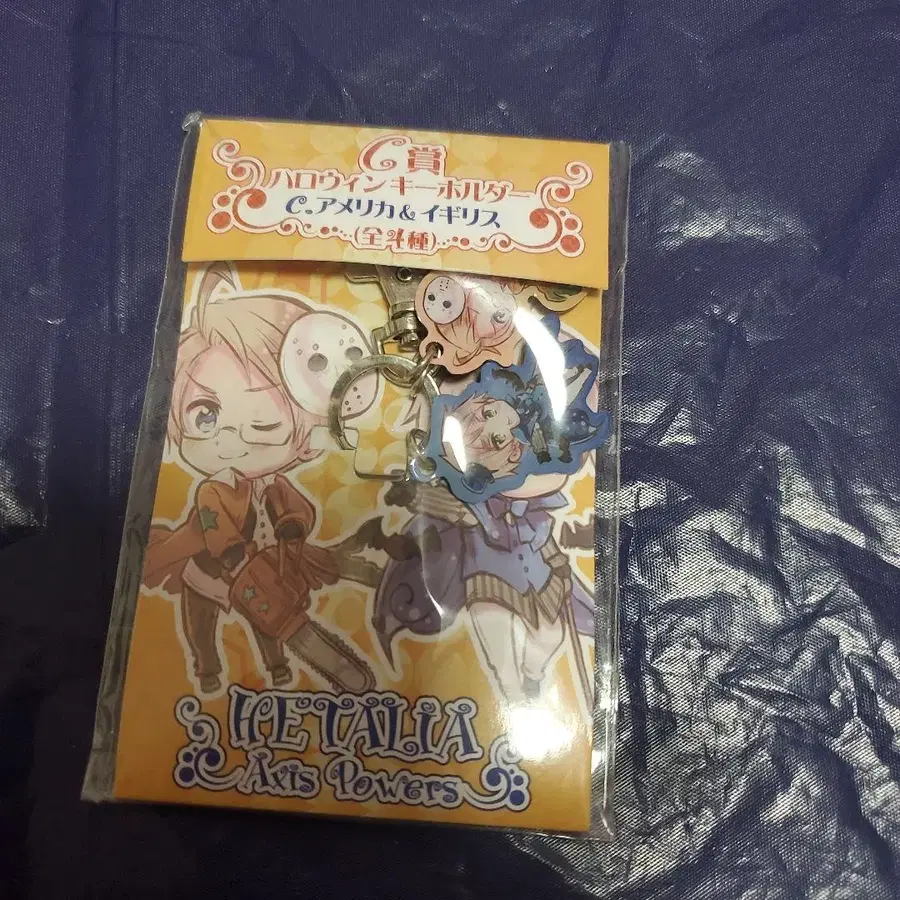 C賞
ハロウィン キーホルダー
C.アメリカ&イギリス
(全4種)
HETALIA
Axis Powers